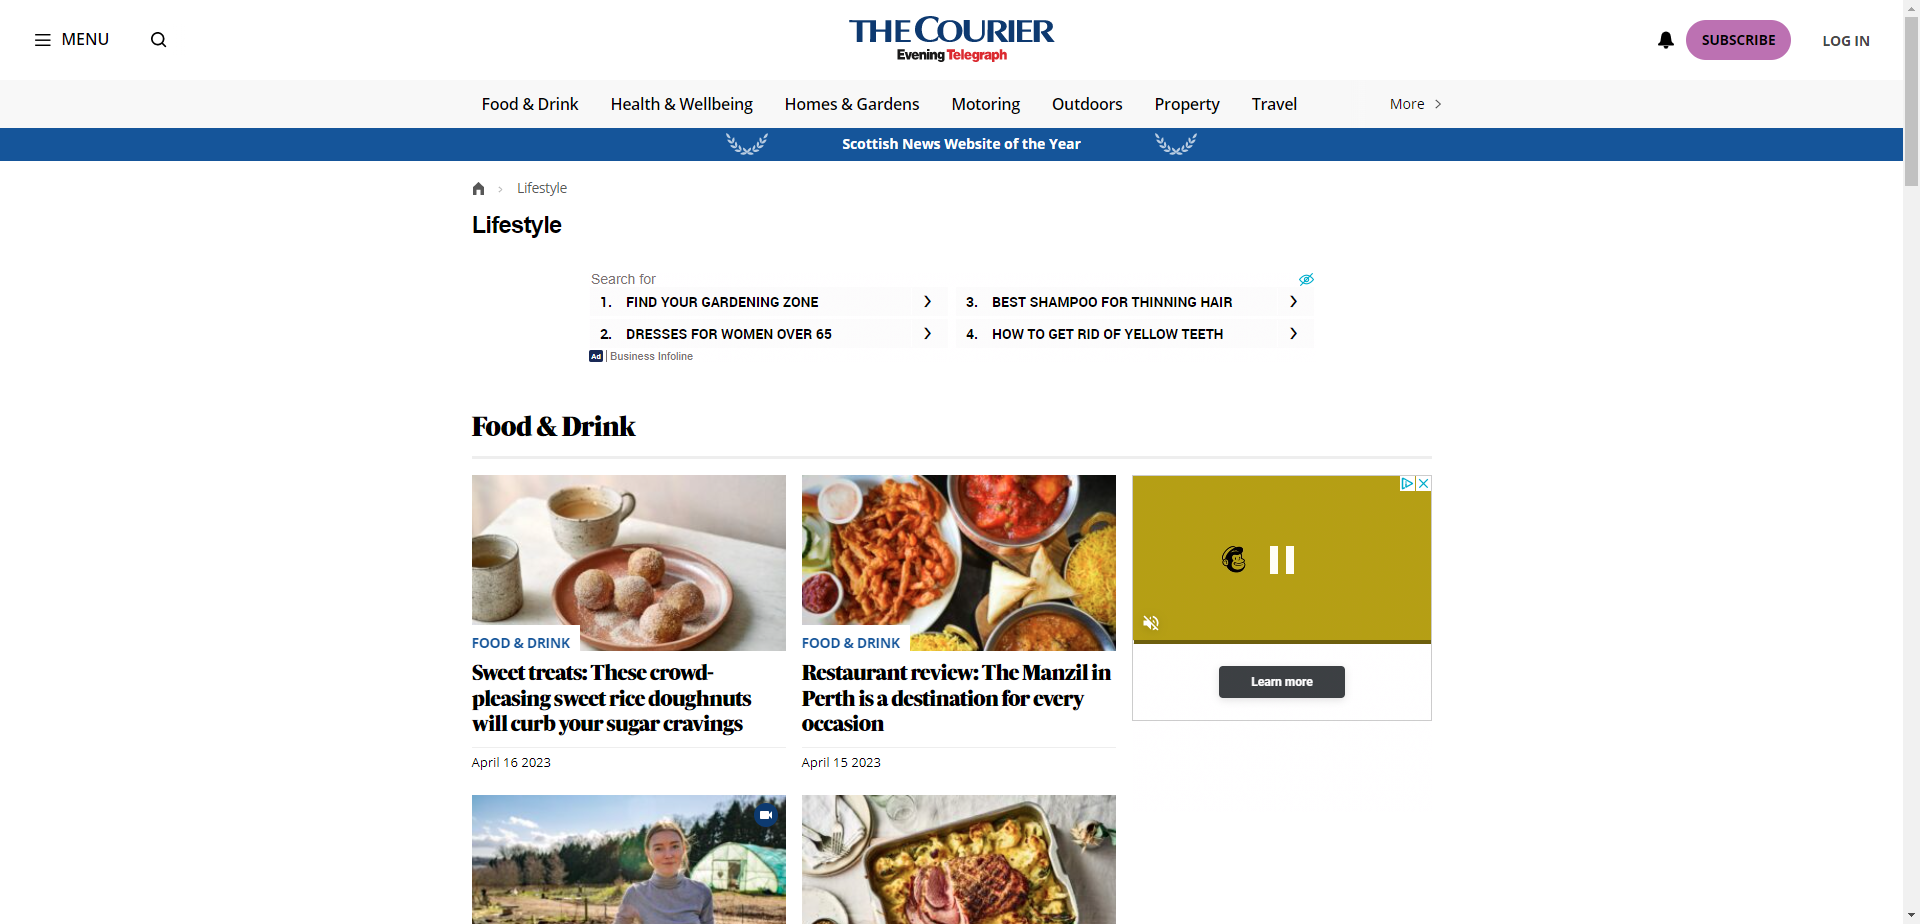 MENU
THE COURIER
Evening Telegraph
SUBSCRIBE
LOG IN
Food & Drink
Health & Wellbeing
Homes & Gardens
Motoring
Outdoors
Property
Travel
More
Scottish News Website of the Year
Lifestyle
Lifestyle
Search for
1. FIND YOUR GARDENING ZONE
3. BEST SHAMPOO FOR THINNING HAIR
2. DRESSES FOR WOMEN OVER 65
4. HOW TO GET RID OF YELLOW TEETH
Ad | Business Infoline
Food & Drink
FOOD & DRINK
Sweet treats: These crowd-
pleasing sweet rice doughnuts
will curb your sugar cravings
April 16 2023
FOOD & DRINK
Restaurant review: The Manzil in
Perth is a destination for every
occasion
April 15 2023
Learn more